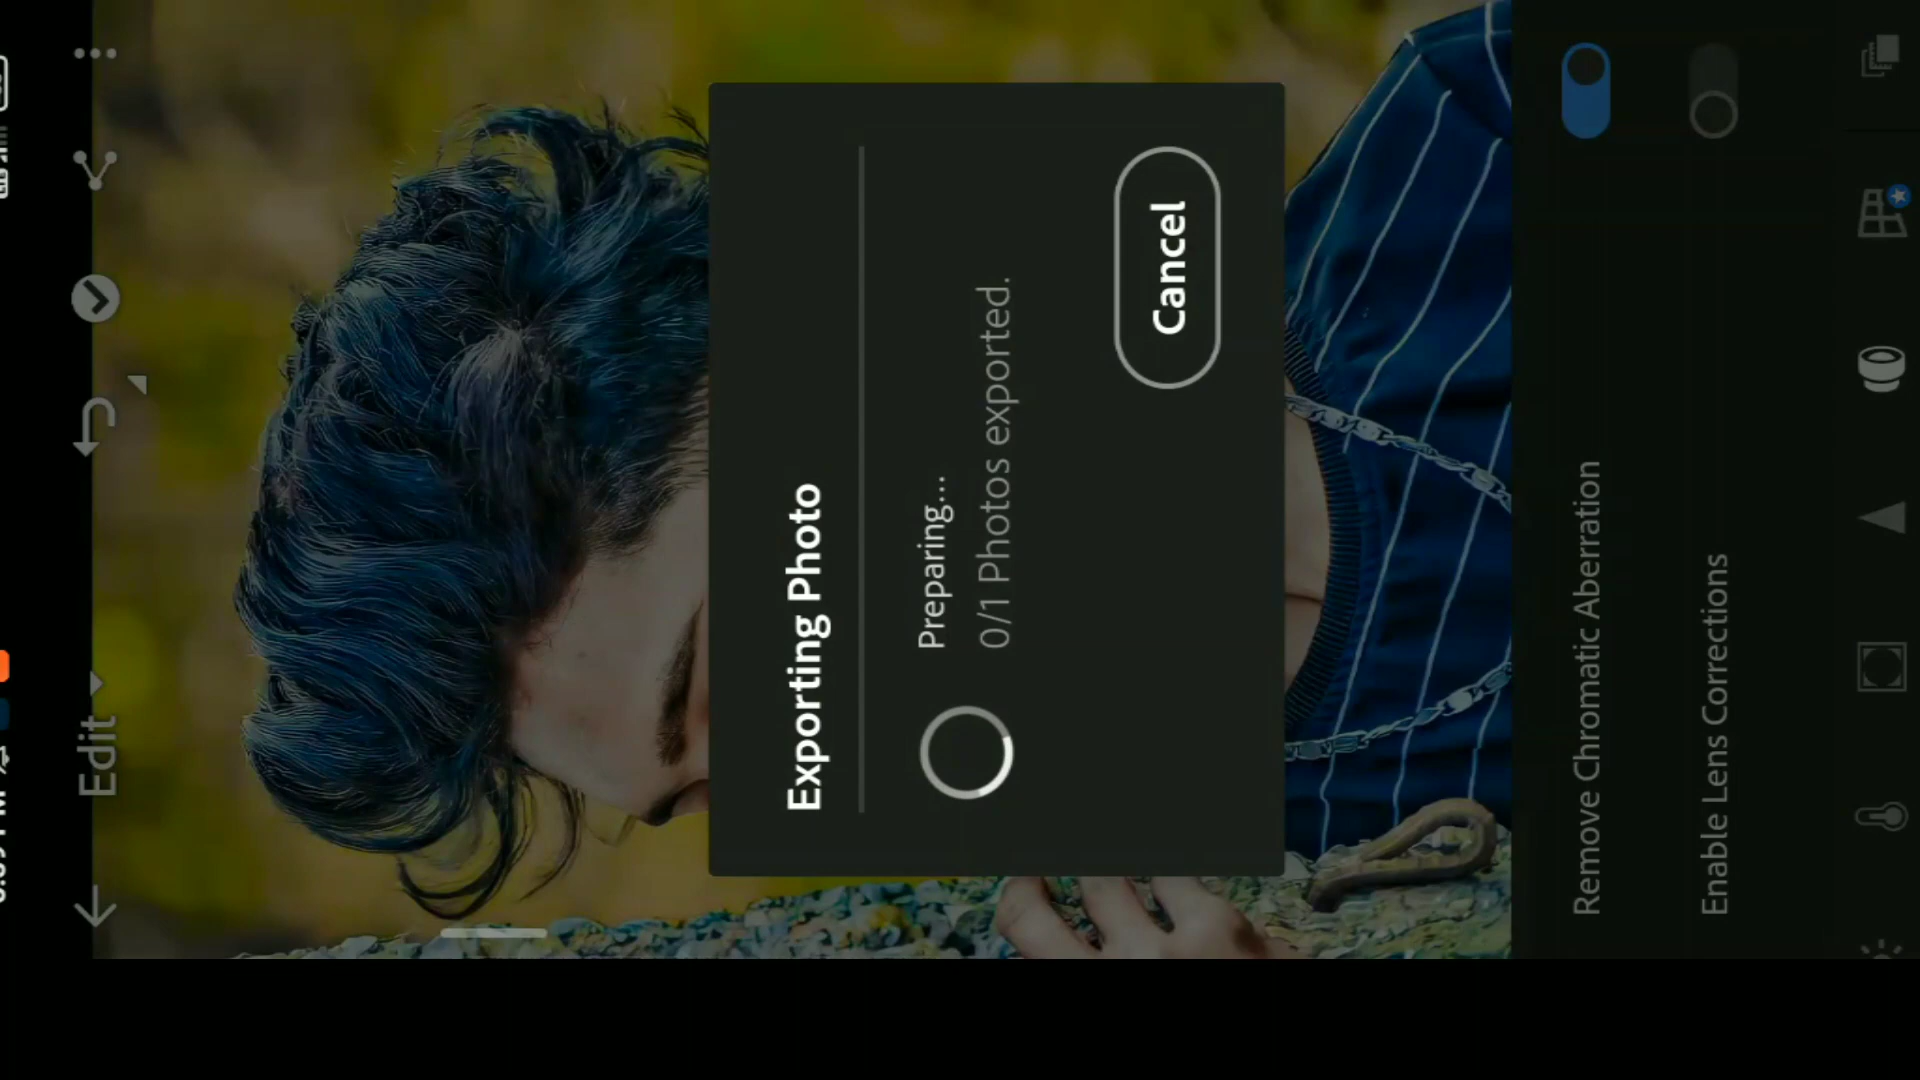 Edit
Exporting Photo
Preparing...
0/1 Photos exported.
Cancel
Remove Chromatic Aberration
Enable Lens Corrections